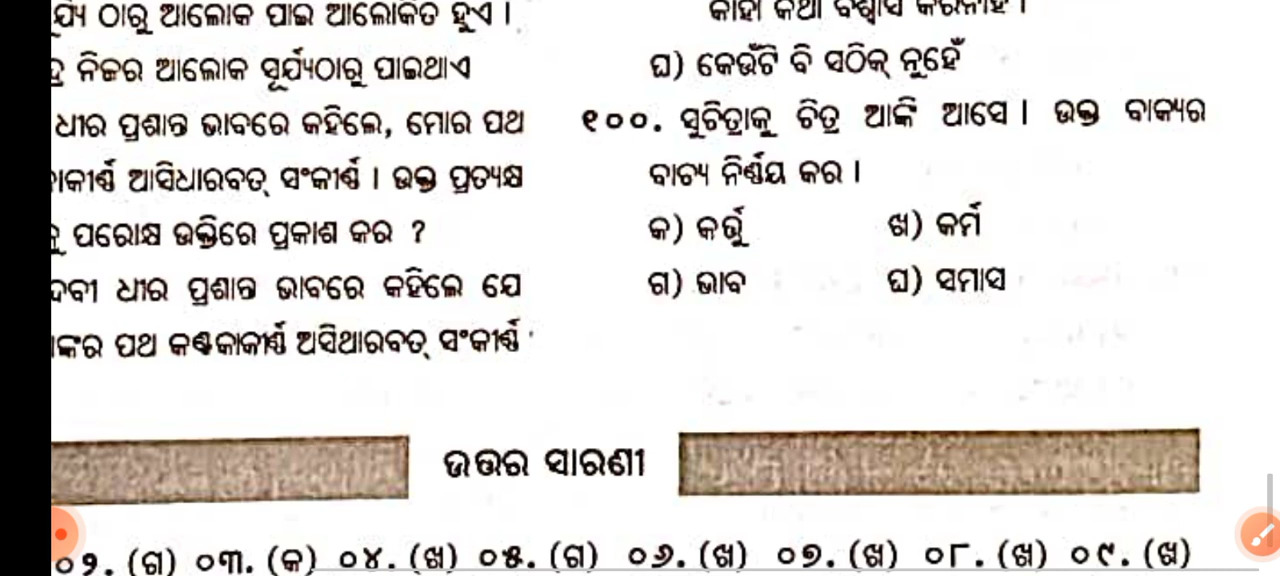 ଠାରୁ ଆଲୋକ ପାଇ ଆଲୋକିତ ହୁଏ ।
ନିଜର ଆଲୋକ ସୂର୍ଯ୍ୟଠାରୁ ପାଇଥାଏ
ଧୀର ପ୍ରଶାନ୍ତ ଭାବରେ କହିଲେ, ମୋର ପଥ
ଆସିଧାରବତ୍ ସଂକୀର୍ଣ୍ଣ । ଉକ୍ତ ପ୍ରତ୍ୟକ୍ଷ
ପରୋକ୍ଷ ଉକ୍ତିରେ ପ୍ରକାଶ କର ?
ଧୀର ପ୍ରଶାନ୍ତ ଭାବରେ କହିଲେ ଯେ
ପଥ କଣ୍ଟକାକୀର୍ଣ୍ଣ ଅସିଥାରବତ୍ ସଂକୀର୍ଣ୍ଣ
କାହା କଥା ବିଶ୍ୱାସ କରନାହିଁ ।
ଘ) କେଉଁଟି ବି ସଠିକ୍ ନୁହେଁ
୧୦୦. ସୁଚିତ୍ରାକୁ ଚିତ୍ର ଆଙ୍କି ଆସେ । ଉକ୍ତ ବାକ୍ୟର
ବାଚ୍ୟ ନିର୍ଣ୍ଣୟ କର ।
କ) କର୍ତ୍ତୃ ଖ) କର୍ମ
ଗ) ଭାବ ଘ) ସମାସ
ଉତ୍ତର ସାରଣୀ
୦୨. (ଗ) ୦୩. (କ) ୦୪. (ଖ) ୦୫. (ଗ) ୦୬. (ଖ) ୦୭. (ଖ) ୦୮. (ଖ) ୦୯. (ଖ)